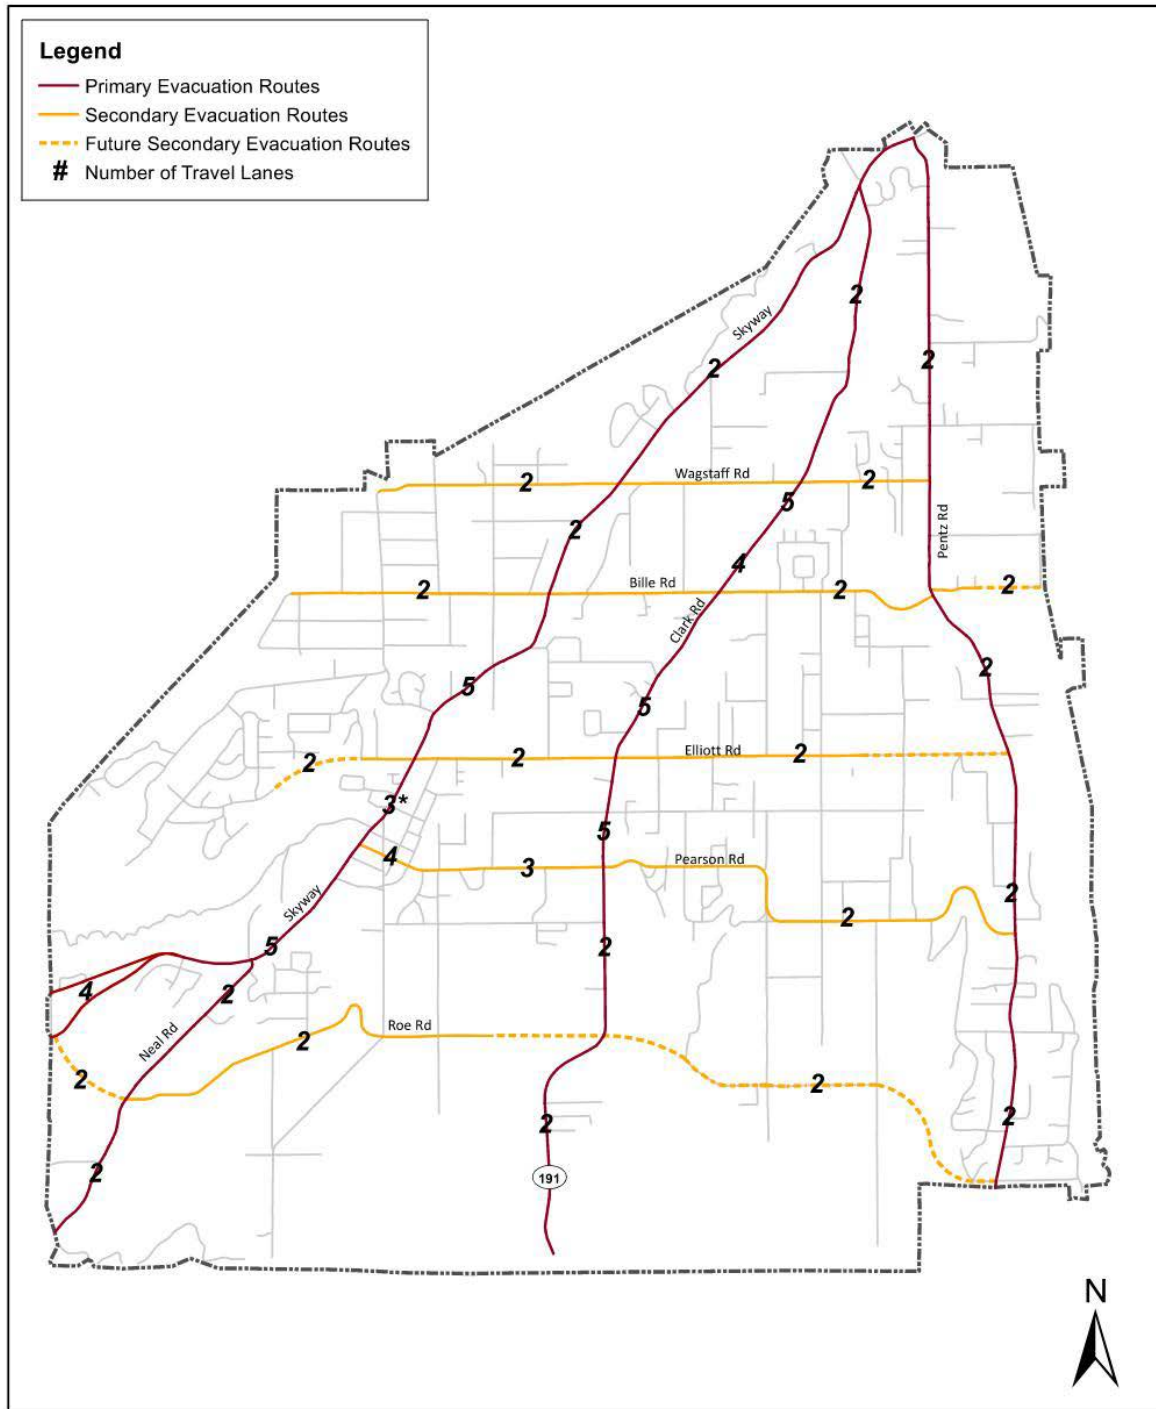 Legend
Primary Evacuation Routes
Secondary Evacuation Routes
Future Secondary Evacuation Routes
# Number of Travel Lanes
2
Skyway
2
2
Wagstaff Rd
2
2
5
2
Pentz Rd
4
Bille Rd
2
2
2
Clark Rd
2
5
5
Elliott Rd
2
2
2
3*
5
Pearson Rd
4
3
2
Skyway
2
5
2
4
2
Neal Rd
Roe Rd
2
2
2
2
2
2
191
N